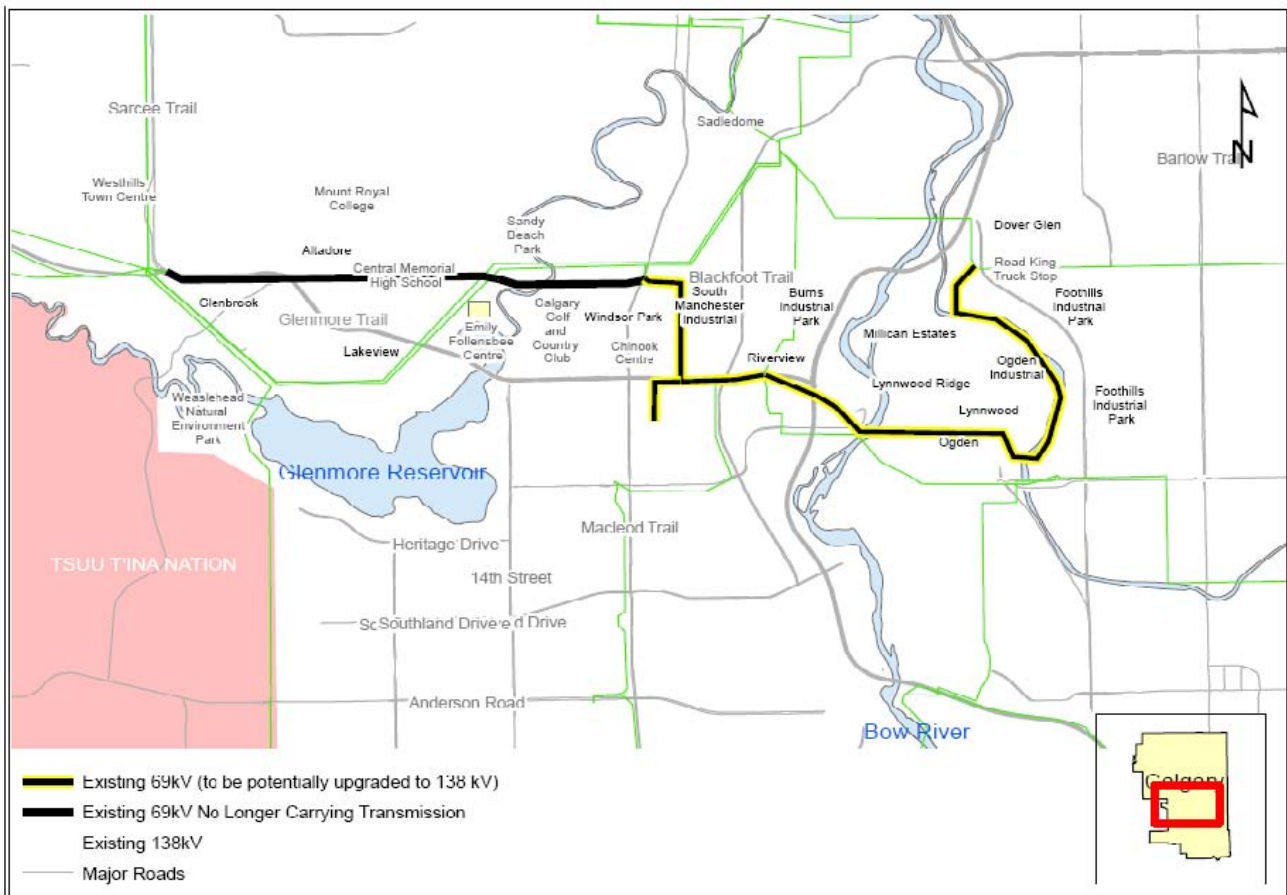 Sarcee Trail
Sadledome
Barlow Trail
N
Westhills
Town Centre
Mount Royal
College
Sandy
Beach
Park
Dover Glen
Altadore
Central Memorial
High School
Road King
Truck Stop
Blackfoot Trail
Glenbrook
Glenmore Trail
Emily
Follensbee
Centre
Calgary
Golf
and
Country
Club
Windsor Park
South
Manchester
Industrial
Burns
Industrial
Park
Foothills
Industrial
Park
Millican Estates
Lakeview
Chinook
Centre
Riverview
Ogden
Industrial
Lynnwood Ridge
Lynnwood
Foothills
Industrial
Park
Weaslehead
Natural
Environment
Park
Ogden
Glenmore Reservoir
Macleod Trail
Heritage Drive
TSUU T'INA NATION
14th Street
Southland Drive
Anderson Road
Bow River
Existing 69kV (to be potentially upgraded to 138 kV)
Existing 69kV No Longer Carrying Transmission
Existing 138kV
Major Roads
Calgary